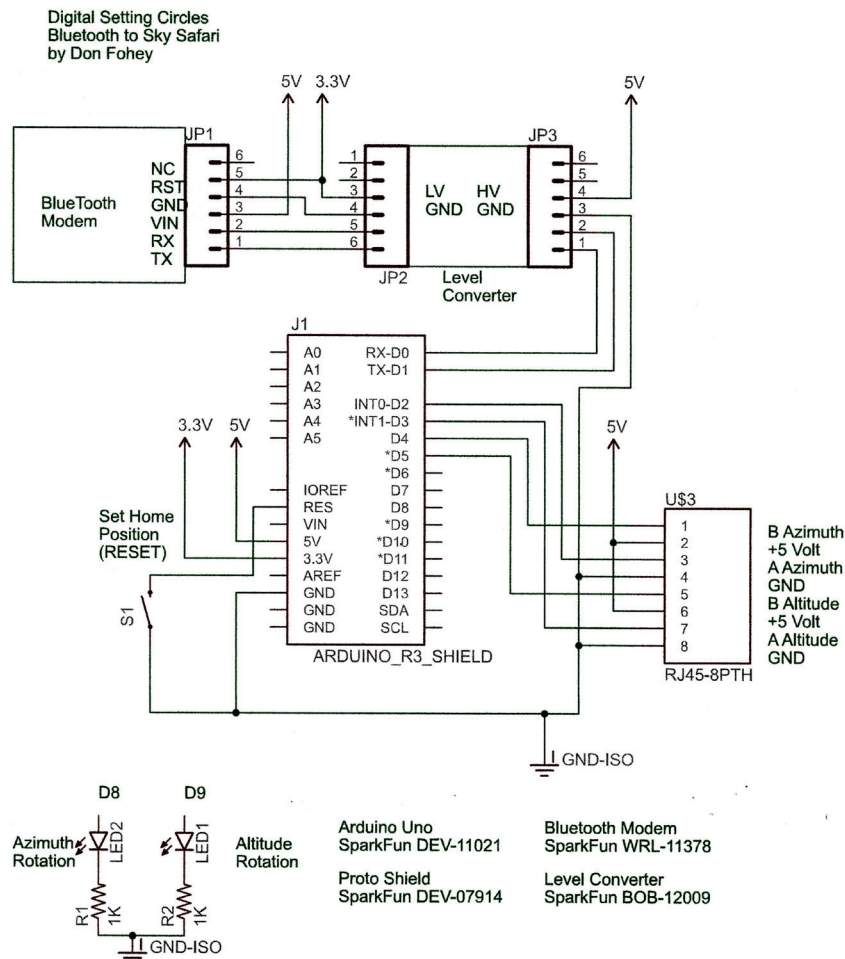 Digital Setting Circles
Bluetooth to Sky Safari
by Don Fohey
5V
3.3V
5V
JP1
JP3
BlueTooth
Modem
NC
RST
GND
VIN
RX
TX
6
5
4
3
2
1
1
2
3
4
5
6
LV HV
GND GND
6
5
4
3
2
1
JP2
Level
Converter
J1
A0
A1
A2
A3
A4
A5
IOREF
RES
VIN
5V
3.3V
AREF
GND
GND
GND
RX-D0
TX-D1
INT0-D2
*INT1-D3
D4
*D5
*D6
D7
D8
*D9
*D10
*D11
D12
D13
SDA
SCL
ARDUINO_R3_SHIELD
3.3V
5V
Set Home
Position
(RESET)
S1
5V
U$3
1
2
3
4
5
6
7
8
B Azimuth
+5 Volt
A Azimuth
GND
B Altitude
+5 Volt
A Altitude
GND
RJ45-8PTH
GND-ISO
D8
D9
Azimuth
Rotation
LED2
LED1
Altitude
Rotation
R1
1K
R2
1K
GND-ISO
Arduino Uno
SparkFun DEV-11021
Proto Shield
SparkFun DEV-07914
Bluetooth Modem
SparkFun WRL-11378
Level Converter
SparkFun BOB-12009